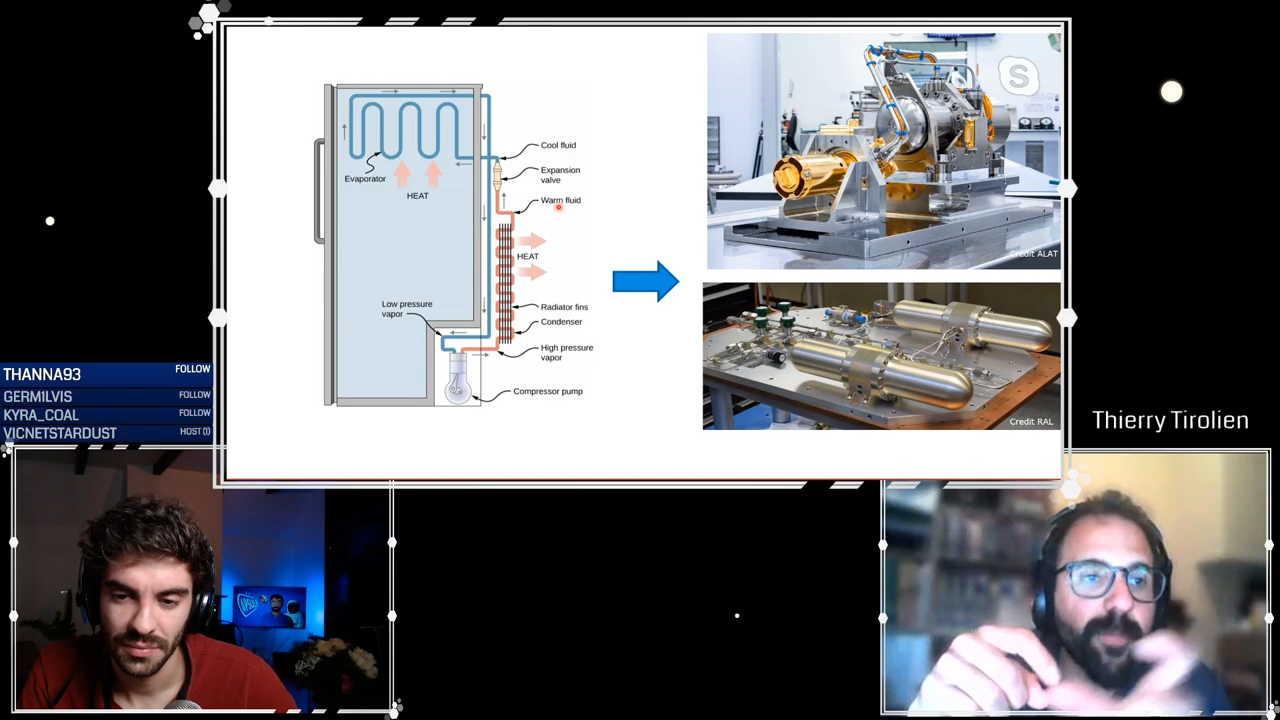 Cool fluid
Expansion
valve
Evaporator
HEAT
Warm fluid
HEAT
Low pressure
vapor
Radiator fins
Condenser
High pressure
vapor
Compressor pump
S
Credit ALAT
Credit RAL
THANNA93
FOLLOW
GERM1LVIS
FOLLOW
KYRA_COAL
FOLLOW
VICNETSTARDUST
HOST (1)
Thierry Tirolien